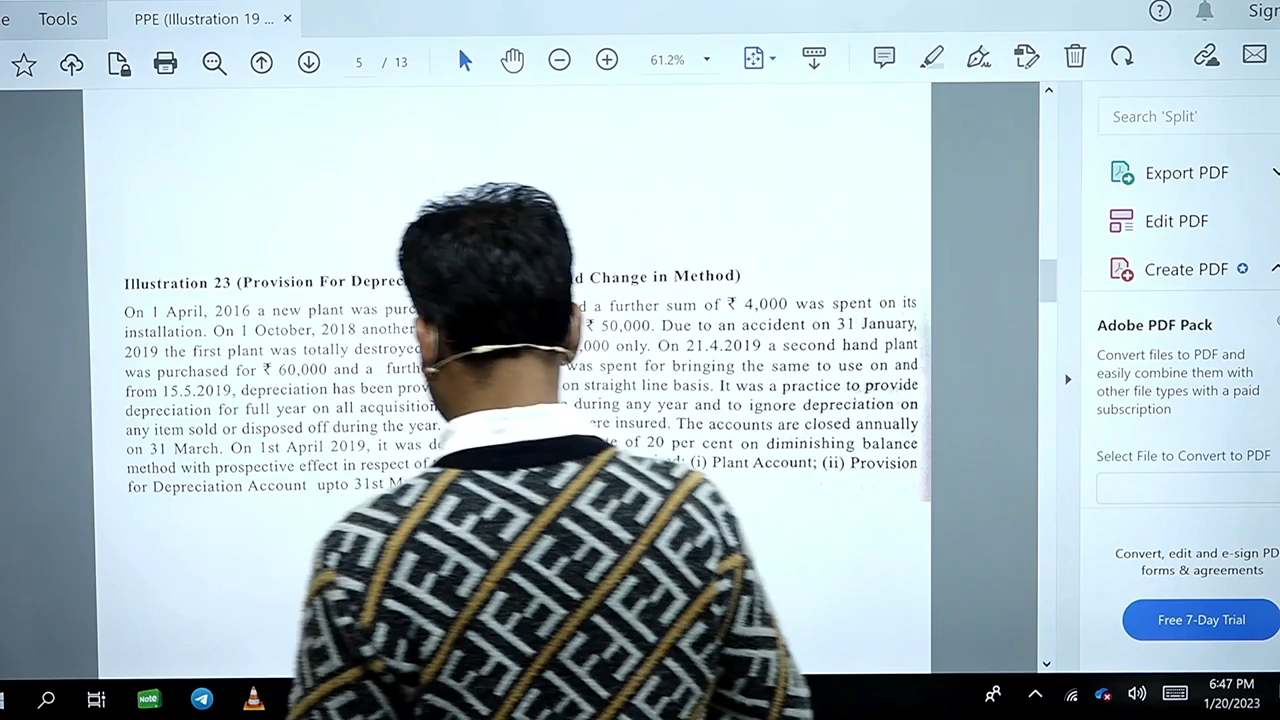 e Tools PPE (Illustration 19 ... × Sign
5 / 13 61.2%
Search 'Split'
Export PDF
Edit PDF
Create PDF
Adobe PDF Pack
Convert files to PDF and
easily combine them with
other file types with a paid
subscription
Select File to Convert to PDF
Convert, edit and e-sign PD
forms & agreements
Free 7-Day Trial
Illustration 23 (Provision For Deprec d Change in Method)
On 1 April, 2016 a new plant was purc d a further sum of ₹ 4,000 was spent on its
installation. On 1 October, 2018 another ₹ 50,000. Due to an accident on 31 January,
2019 the first plant was totally destroyed ,000 only. On 21.4.2019 a second hand plant
was purchased for ₹ 60,000 and a furth was spent for bringing the same to use on and
from 15.5.2019, depreciation has been prov on straight line basis. It was a practice to provide
depreciation for full year on all acquisition during any year and to ignore depreciation on
any item sold or disposed off during the year. ere insured. The accounts are closed annually
on 31 March. On 1st April 2019, it was de e of 20 per cent on diminishing balance
method with prospective effect in respect of : (i) Plant Account; (ii) Provision
for Depreciation Account upto 31st M
Note
6:47 PM
1/20/2023